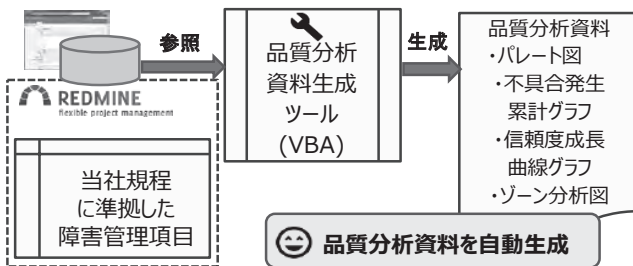 参照
REDMINE
flexible project management
当社規程
に準拠した
障害管理項目
品質分析
資料生成
ツール
(VBA)
生成
品質分析資料
・パレート図
・不具合発生
累計グラフ
・信頼度成長
曲線グラフ
・ゾーン分析図
品質分析資料を自動生成